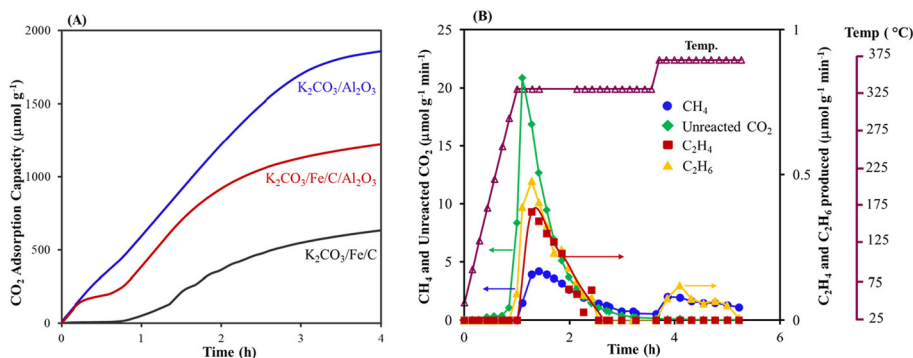 (A)
CO₂ Adsorption Capacity (µmol g⁻¹)
2000
1500
1000
500
0
K₂CO₃/Al₂O₃
K₂CO₃/Fe/C/Al₂O₃
K₂CO₃/Fe/C
0 1 2 3 4
Time (h)
(B)
CH₄ and Unreacted CO₂ (µmol g⁻¹ min⁻¹)
25
20
15
10
5
0
Temp.
CH₄
Unreacted CO₂
C₂H₄
C₂H₆
0 2 4 6
Time (h)
1
0.5
0
C₂H₄ and C₂H₆ produced (µmol g⁻¹ min⁻¹)
Temp (°C)
375
325
275
225
175
125
75
25